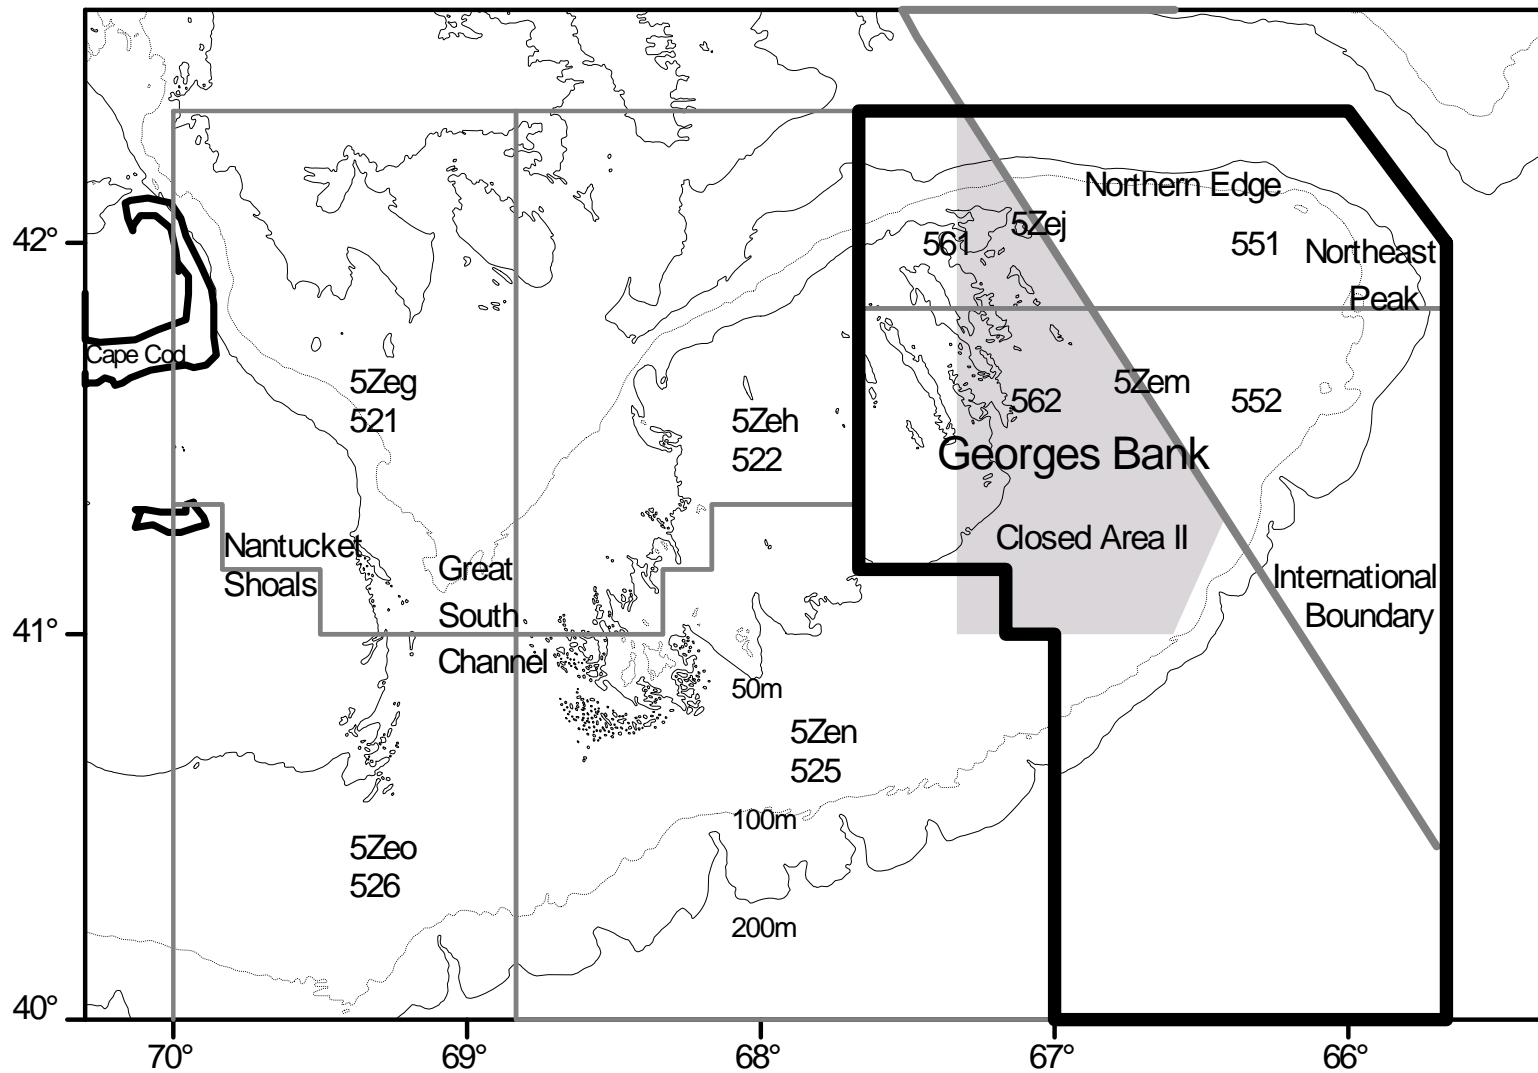 Northern Edge
42°
561
5Zej
551
Northeast
Peak
Cape Cod
5Zeg
521
5Zeh
522
5Zem
562
552
Georges Bank
Closed Area II
Nantucket
Shoals
Great
South
Channel
International
Boundary
41°
50m
5Zen
525
100m
5Zeo
526
200m
40°
70°
69°
68°
67°
66°